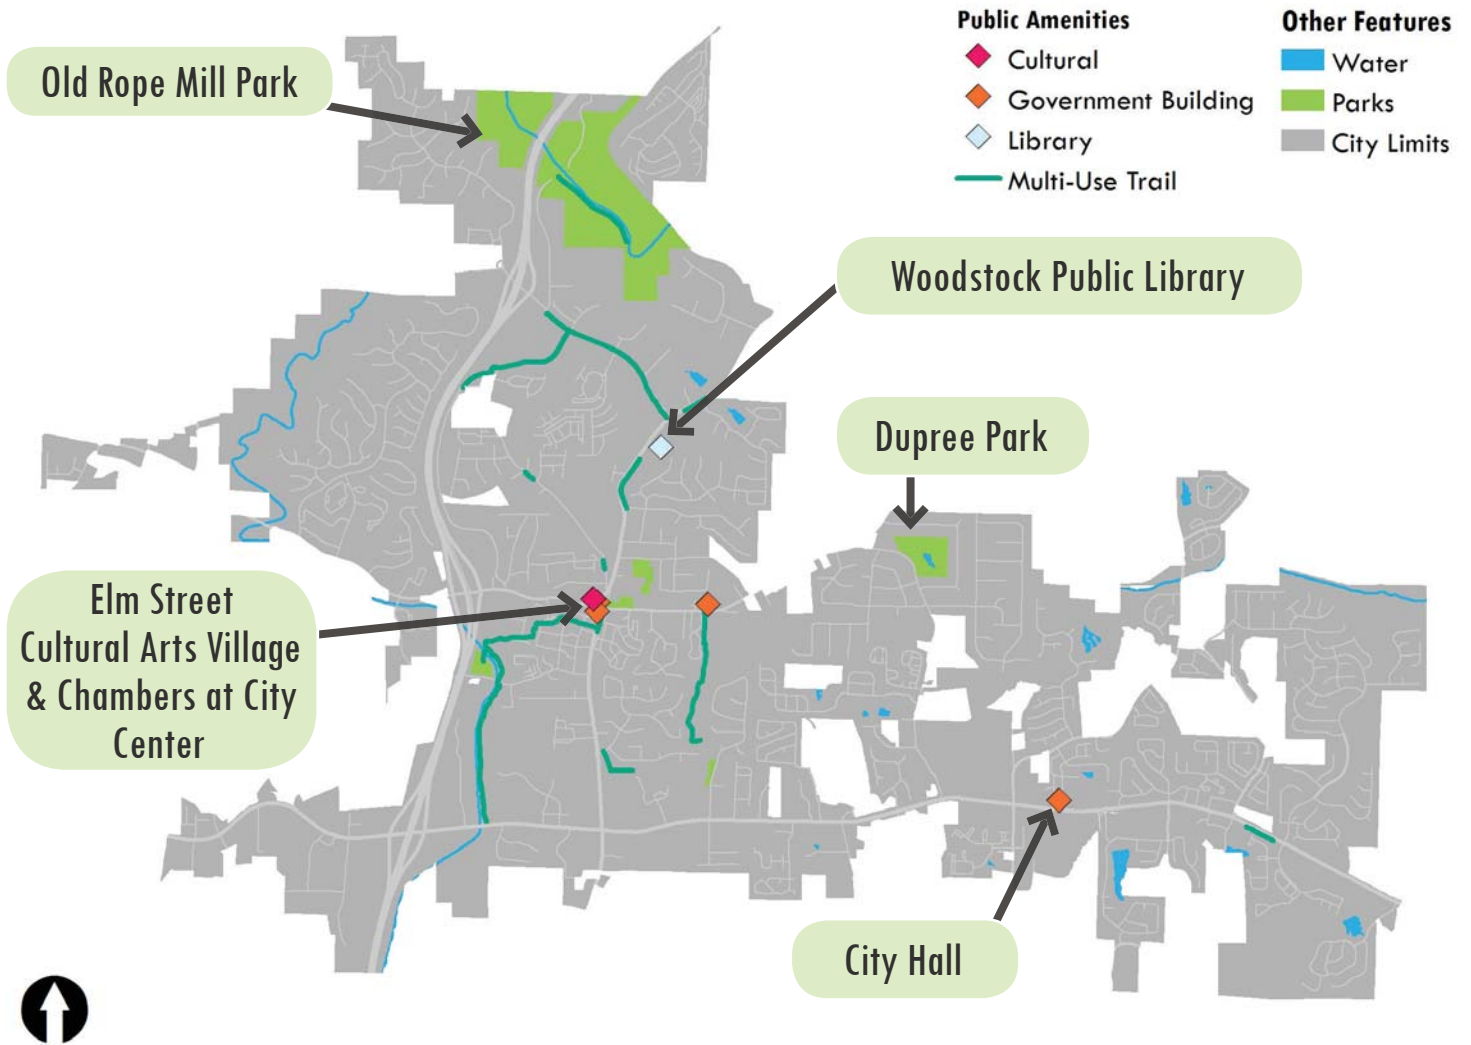 Public Amenities
Cultural
Government Building
Library
Multi-Use Trail
Other Features
Water
Parks
City Limits
Old Rope Mill Park
Woodstock Public Library
Dupree Park
Elm Street
Cultural Arts Village
& Chambers at City
Center
City Hall